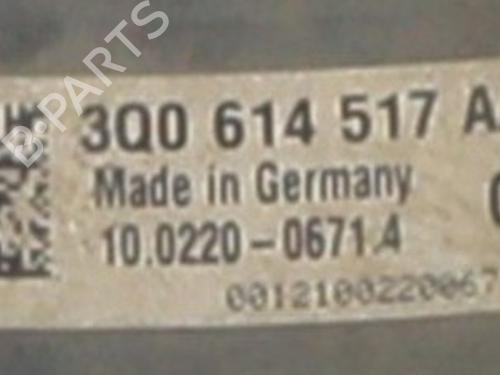 3Q0 614 517 A
Made in Germany
10.0220-0671.4
0012100220067
B-Parts